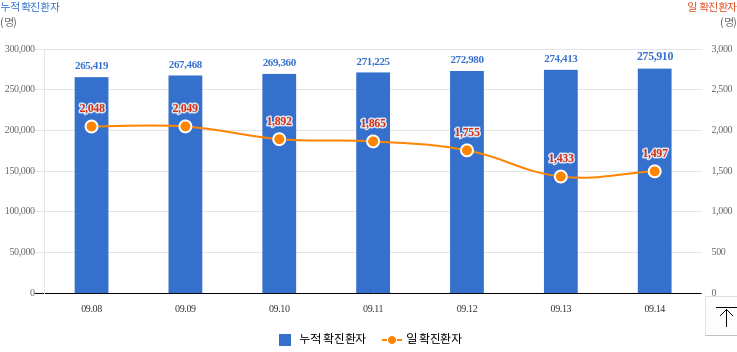 누적 확진환자 일 확진환자
(명) (명)
300,000 3,000
275,910
274,413
272,980
271,225
269,360
267,468
265,419
250,000 2,500
2,048 2,049 1,892 1,865 1,755 1,433 1,497
200,000 2,000
150,000 1,500
100,000 1,000
50,000 500
0 0
09.08 09.09 09.10 09.11 09.12 09.13 09.14
누적 확진환자 일 확진환자